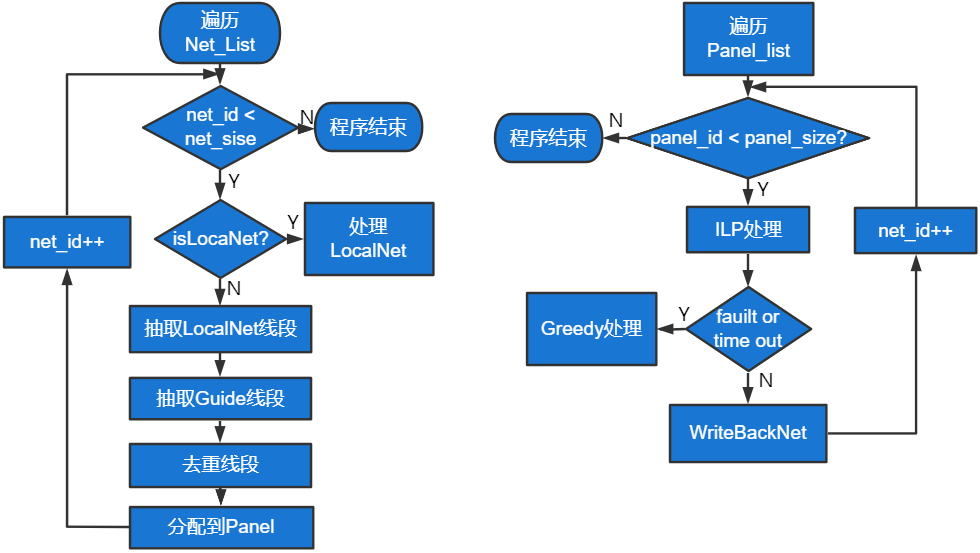 遍历
Net_List
net_id <
net_sise
N
程序结束
Y
isLocaNet?
Y
处理
LocalNet
net_id++
N
抽取LocalNet线段
抽取Guide线段
去重线段
分配到Panel
遍历
Panel_list
panel_id < panel_size?
N
程序结束
Y
ILP处理
net_id++
fauilt or
time out
Y
Greedy处理
N
WriteBackNet